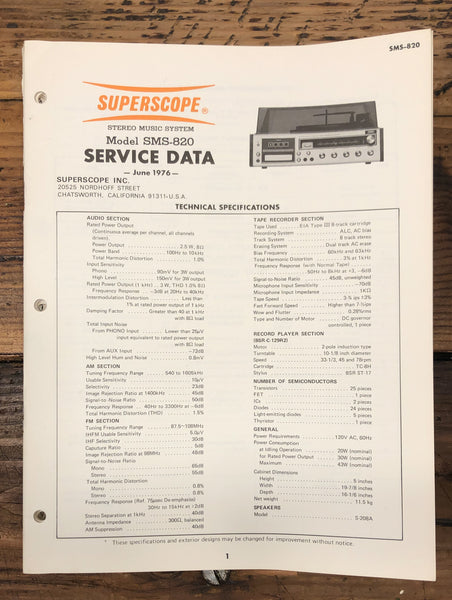 SMS-820
SUPERSCOPE®
STEREO MUSIC SYSTEM
Model SMS-820
SERVICE DATA
— June 1976 —
SUPERSCOPE INC.
20525 NORDHOFF STREET
CHATSWORTH, CALIFORNIA 91311-U.S.A
TECHNICAL SPECIFICATIONS
AUDIO SECTION
Rated Power Output
(Continuous average per channel, all channels
driven).
Power Output 2.5 W, 8Ω
Power Band 100Hz to 10kHz
Total Harmonic Distortion 1.0%
Input Sensitivity
Phono 90mV for 3W output
High Level 150mV for 3W output
Rated Power Output (1 kHz) 3W, THD 1.0% 8Ω
Frequency Response -3dB at 20Hz to 40kHz
Intermodulation Distortion Less than
1% at rated power output of 1 kHz
Damping Factor Greater than 40 at 1 kHz
with 8Ω load
Total Input Noise
From PHONO Input Lower than 25μV
input equivalent to rated power output
with 8Ω load
From AUX Input -72dB
High Level Hum and Noise 0.8mV
AM SECTION
Tuning Frequency Range 540 to 1605kHz
Usable Sensitivity 10μV
Selectivity 23dB
Image Rejection Ratio at 1400kHz 45dB
Signal-to-Noise Ratio 50dB
Frequency Response 40Hz to 3200Hz at -6dB
Total Harmonic Distortion (THD) 1.5%
FM SECTION
Tuning Frequency Range 87.5~108MHz
IHFM Usable Sensitivity 5.0μV
IHF Selectivity 30dB
Caputure Ratio 5dB
Image Rejection Ratio at 98MHz 48dB
Signal-to-Noise Ratio
Mono 65dB
Stereo 55dB
Total Harmonic Distortion
Mono 0.8%
Stereo 0.8%
Frequency Response (Ref. 75μsec De-emphasis)
30Hz to 15kHz at ±2dB
Stereo Separation at 1kHz 40dB
Antenna Impedance 300Ω, balanced
AM Suppression 40dB
TAPE RECORDER SECTION
Tape Used EIA Type III 8-track cartridge
Recording System ALC, AC bias
Track System 8 track stereo
Erasing System Dual track AC erase
Bias Frequency 60kHz and 63kHz
Total Harmonic Distortion 3% at 1kHz
Frequency Response (with Normal Tape)
50Hz to 8kHz at +3, -6dB
Signal-to-Noise Ratio 45dB, unweighted
Microphone Input Sensitivity -70dB
Microphone Input Impedance 1KΩ
Tape Speed 3-¾ ips ±3%
Fast Forward Speed Higher than 7-½ips
Wow and Flutter 0.28%rms
Type and Number of Motor DC governor
controlled, 1 piece
RECORD PLAYER SECTION
(BSR C-129R2)
Motor 2-pole induction type
Turntable 10-1/8 inch diameter
Speed 33-1/3, 45 and 78rpm
Cartridge TC-8H
Stylus BSR ST-17
NUMBER OF SEMICONDUCTORS
Transistors 25 pieces
FET 1 piece
ICs 2 pieces
Diodes 24 pieces
Light-emitting diodes 5 pieces
Thyristor 1 piece
GENERAL
Power Requirements 120V AC, 60Hz
Power Consumption
at Idling Operation 20W (nominal)
for Rated Power Output 30W (nominal)
Maximum 43W (nominal)
Cabinet Dimensions
Height 5 inches
Width 19-7/8 inches
Depth 16-1/6 inches
Net weight 11.5 kg
SPEAKERS
Model S-208A
* These specifications and exterior designs may be changed for improvement without notice.
1